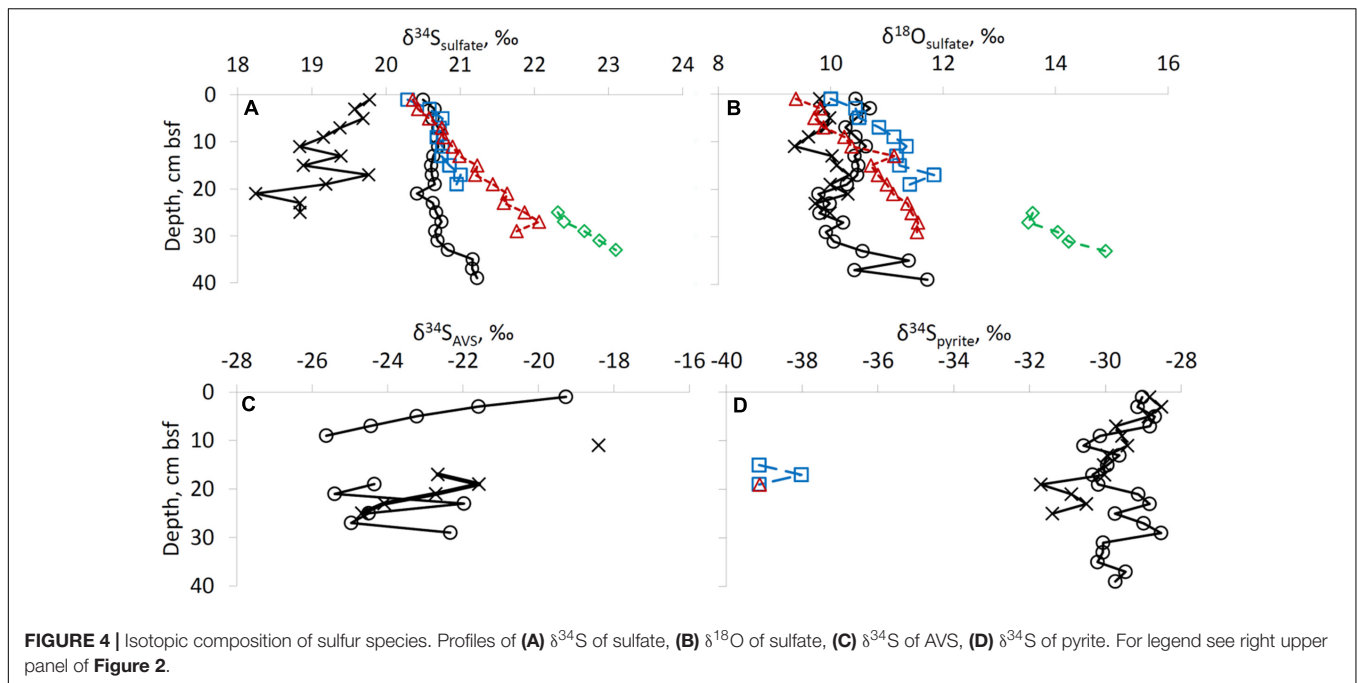 δ34Ssulfate, ‰
18 19 20 21 22 23 24
0
10
20
30
40
Depth, cm bsf
A
δ18Osulfate, ‰
8 10 12 14 16
B
δ34SAVS, ‰
-28 -26 -24 -22 -20 -18 -16
0
10
20
30
40
Depth, cm bsf
C
δ34Spyrite, ‰
-40 -38 -36 -34 -32 -30 -28
D
FIGURE 4 | Isotopic composition of sulfur species. Profiles of (A) δ34S of sulfate, (B) δ18O of sulfate, (C) δ34S of AVS, (D) δ34S of pyrite. For legend see right upper
panel of Figure 2.